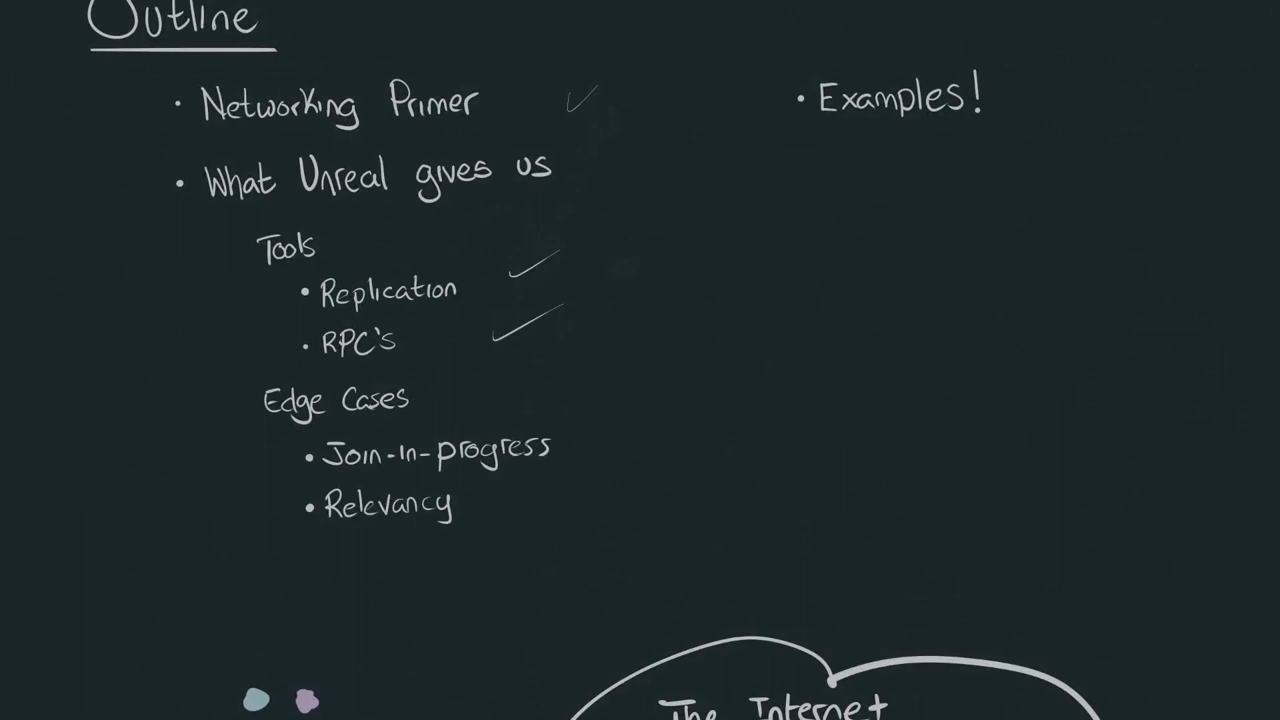 Outline
• Networking Primer
• What Unreal gives us
Tools
• Replication
• RPC's
Edge Cases
• Join-in-progress
• Relevancy
• Examples!
The Internet